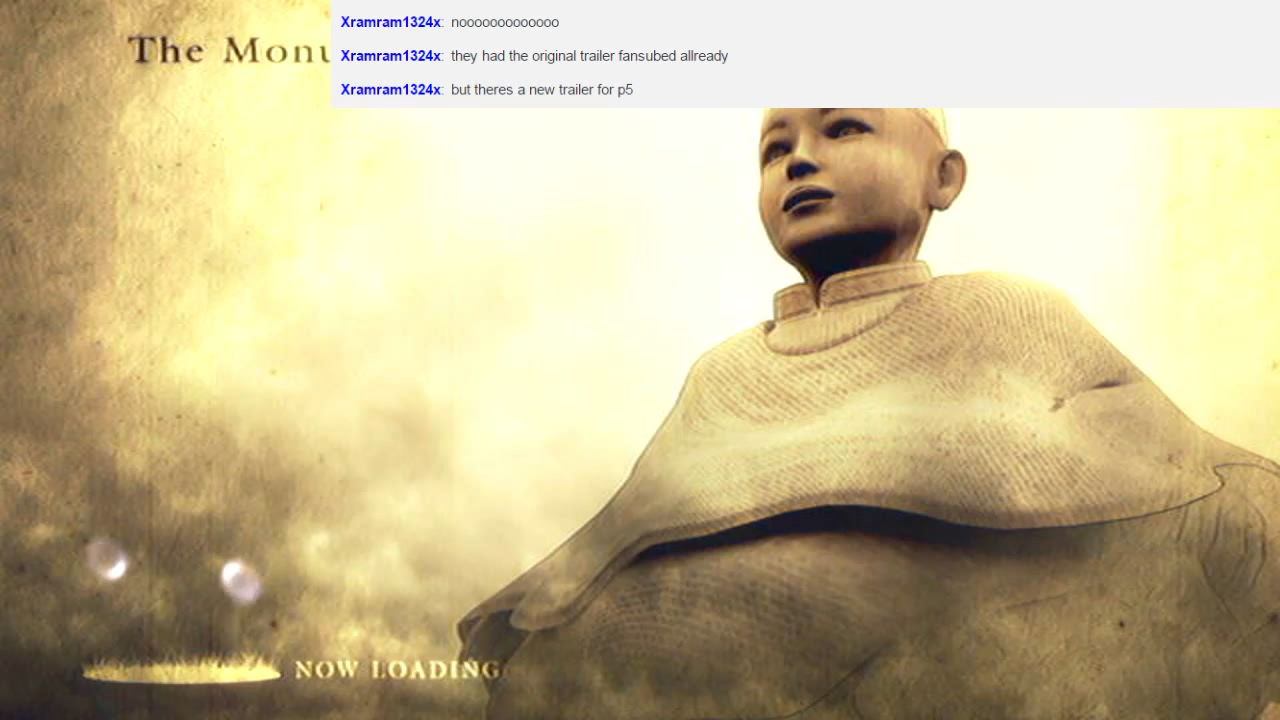 The Monu
Xramram1324x: nooooooooooooo
Xramram1324x: they had the original trailer fansubed allready
Xramram1324x: but theres a new trailer for p5
NOW LOADING